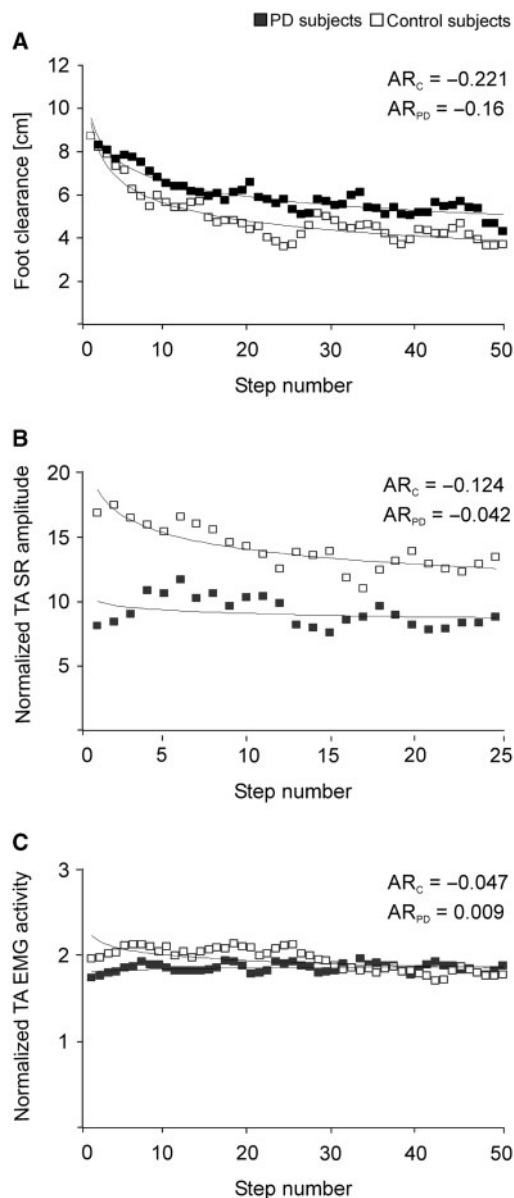 PD subjects Control subjects
A
12
10
8
6
4
2
Foot clearance [cm]
AR_C = −0.221
AR_PD = −0.16
0 10 20 30 40 50
Step number
B
20
15
10
5
Normalized TA SR amplitude
AR_C = −0.124
AR_PD = −0.042
0 5 10 15 20 25
Step number
C
3
2
1
Normalized TA EMG activity
AR_C = −0.047
AR_PD = 0.009
0 10 20 30 40 50
Step number